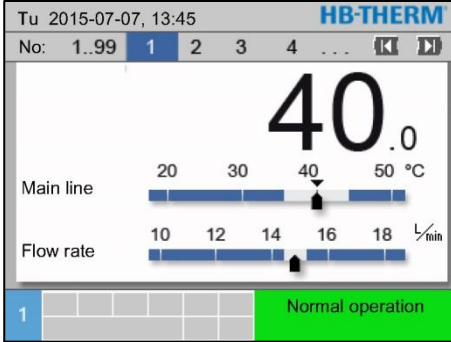 Tu 2015-07-07, 13:45 HB-THERM®
No: 1..99 1 2 3 4 ...
40.0
20 30 40 50 °C
Main line
10 12 14 16 18 L/min
Flow rate
1 Normal operation